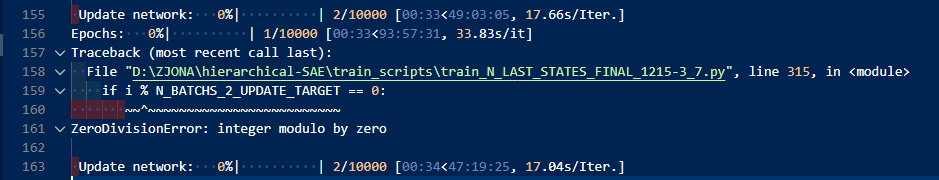 155 Update network: 0%| | 2/10000 [00:33<49:03:05, 17.66s/Iter.]
156 Epochs: 0%| | 1/10000 [00:33<93:57:31, 33.83s/it]
157 Traceback (most recent call last):
158 File "D:\ZJONA\hierarchical-SAE\train_scripts\train_N_LAST_STATES_FINAL_1215-3_7.py", line 315, in <module>
159 if i % N_BATCHS_2_UPDATE_TARGET == 0:
160 ~~^~~~~~~~~~~~~~~~~~~~~~~~~~
161 ZeroDivisionError: integer modulo by zero
162
163 Update network: 0%| | 2/10000 [00:34<47:19:25, 17.04s/Iter.]